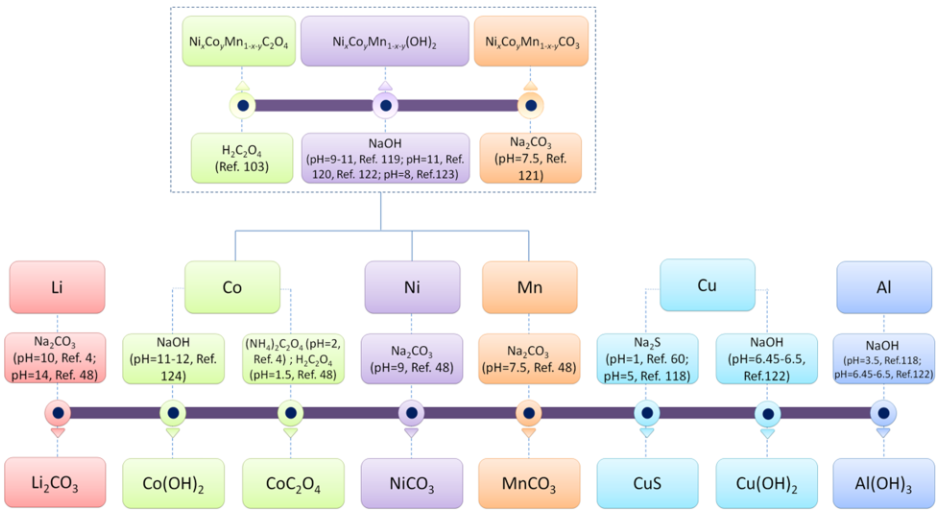 NiₓCoᵧMn₁₋ₓ₋ᵧC₂O₄
NiₓCoᵧMn₁₋ₓ₋ᵧ(OH)₂
NiₓCoᵧMn₁₋ₓ₋ᵧCO₃
H₂C₂O₄
(Ref. 103)
NaOH
(pH=9-11, Ref. 119; pH=11, Ref.
120, Ref. 122; pH=8, Ref.123)
Na₂CO₃
(pH=7.5, Ref.
121)
Li
Co
Ni
Mn
Cu
Al
Na₂CO₃
(pH=10, Ref. 4;
pH=14, Ref. 48)
NaOH
(pH=11-12, Ref.
124)
(NH₄)₂C₂O₄ (pH=2,
Ref. 4) ; H₂C₂O₄
(pH=1.5, Ref. 48)
Na₂CO₃
(pH=9, Ref. 48)
Na₂CO₃
(pH=7.5, Ref. 48)
Na₂S
(pH=1, Ref. 60;
pH=5, Ref. 118)
NaOH
(pH=6.45-6.5,
Ref.122)
NaOH
(pH=3.5, Ref.118;
pH=6.45-6.5, Ref.122)
Li₂CO₃
Co(OH)₂
CoC₂O₄
NiCO₃
MnCO₃
CuS
Cu(OH)₂
Al(OH)₃